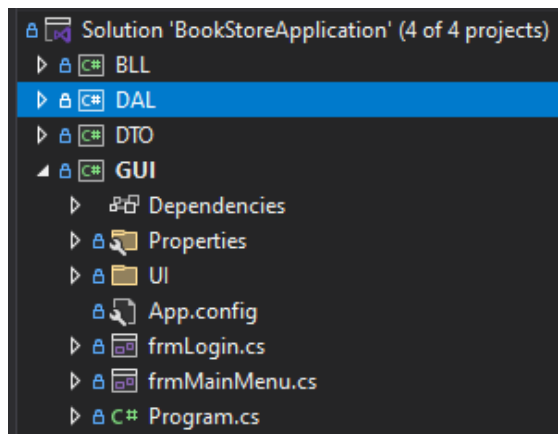 Solution 'BookStoreApplication' (4 of 4 projects)
C# BLL
C# DAL
C# DTO
C# GUI
Dependencies
Properties
UI
App.config
frmLogin.cs
frmMainMenu.cs
C# Program.cs